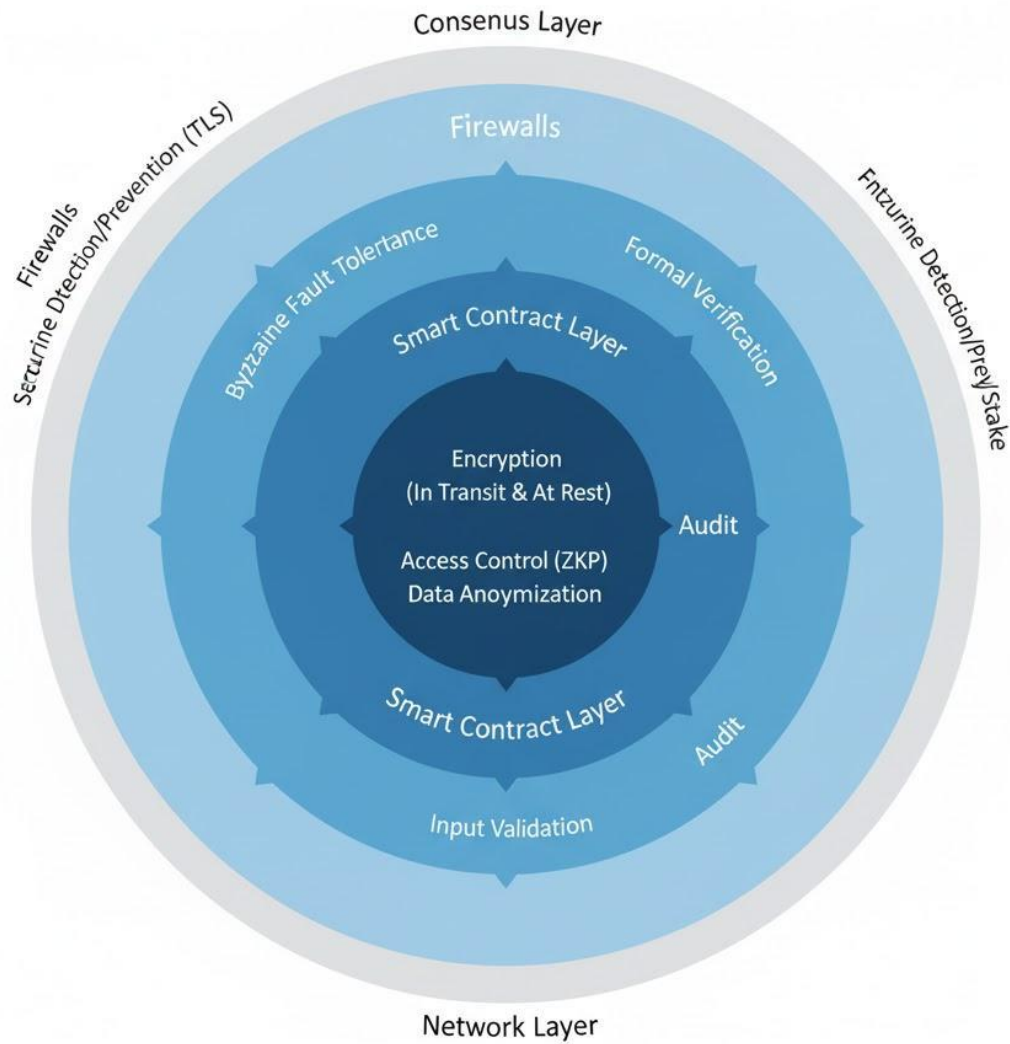 Consenus Layer
Firewalls
Firewalls
Securine Dtection/Prevention (TLS)
Fntzurine Detection/Prey/Stake
Byzzaine Fault Tolertance
Formal Verification
Smart Contract Layer
Encryption
(In Transit & At Rest)
Audit
Access Control (ZKP)
Data Anoymization
Smart Contract Layer
Audit
Input Validation
Network Layer